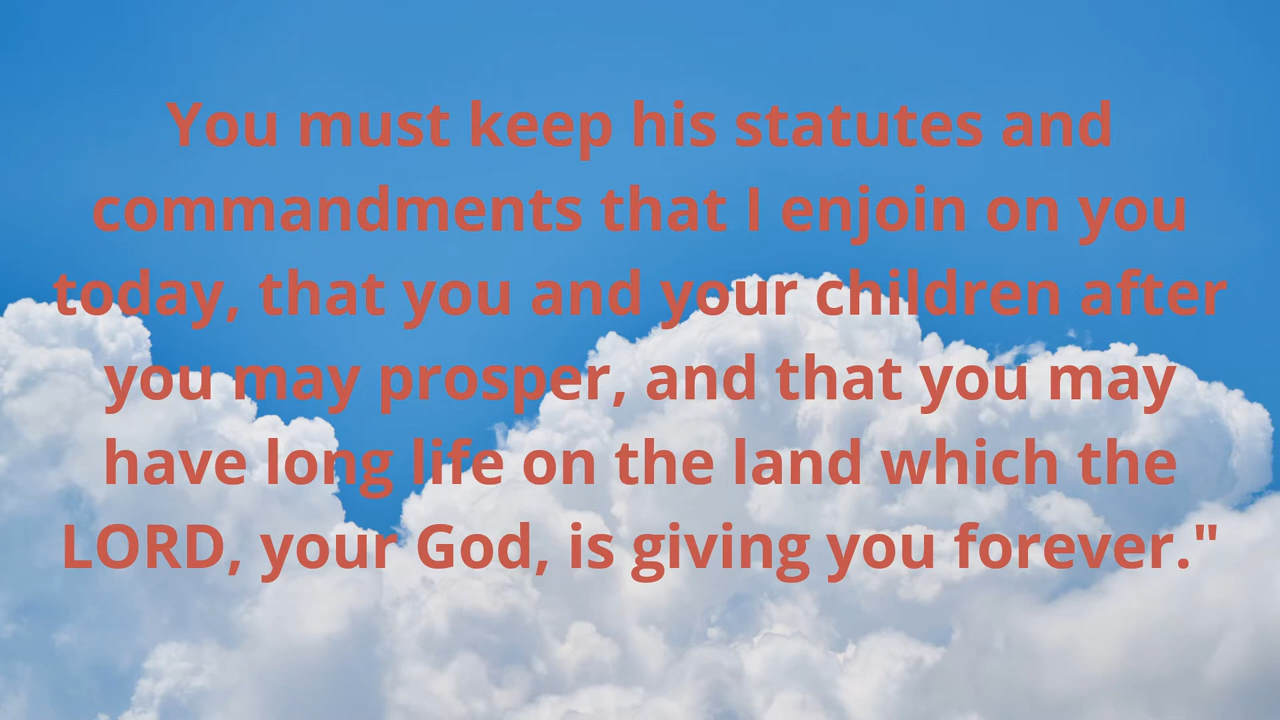 You must keep his statutes and
commandments that I enjoin on you
today, that you and your children after
you may prosper, and that you may
have long life on the land which the
LORD, your God, is giving you forever."